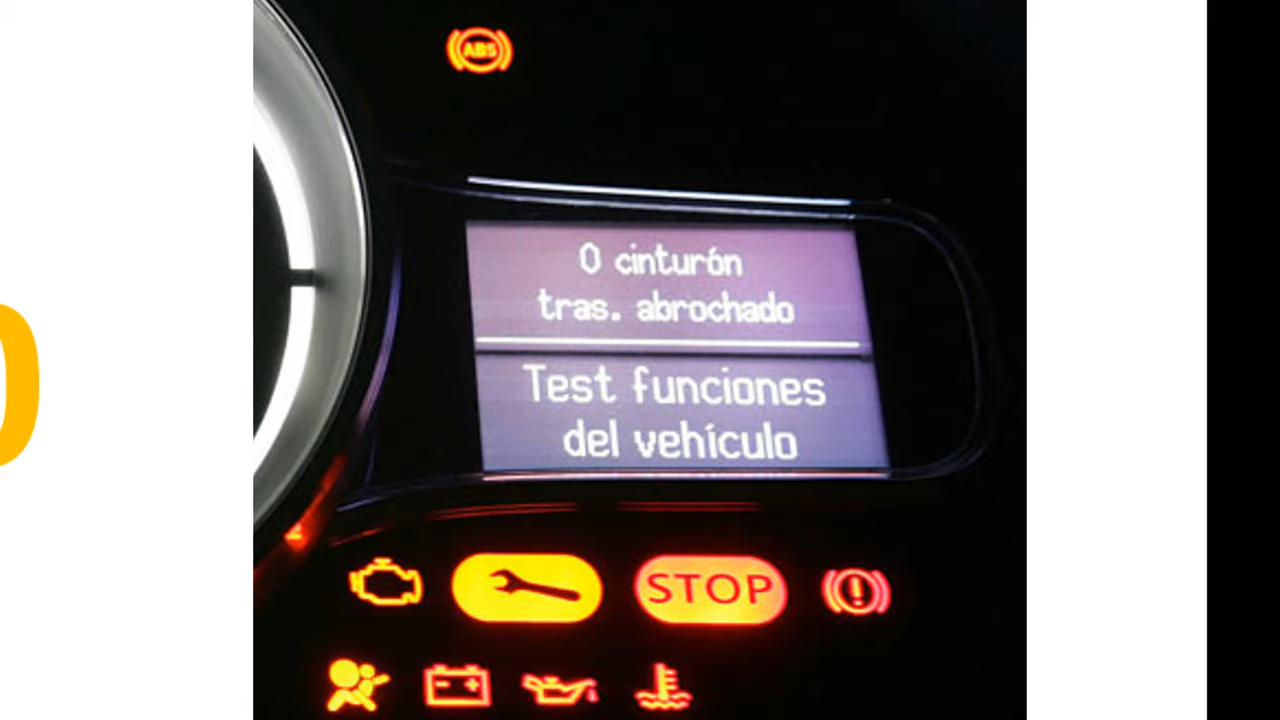 ABS
0 cinturón
tras. abrochado
Test funciones
del vehículo
STOP